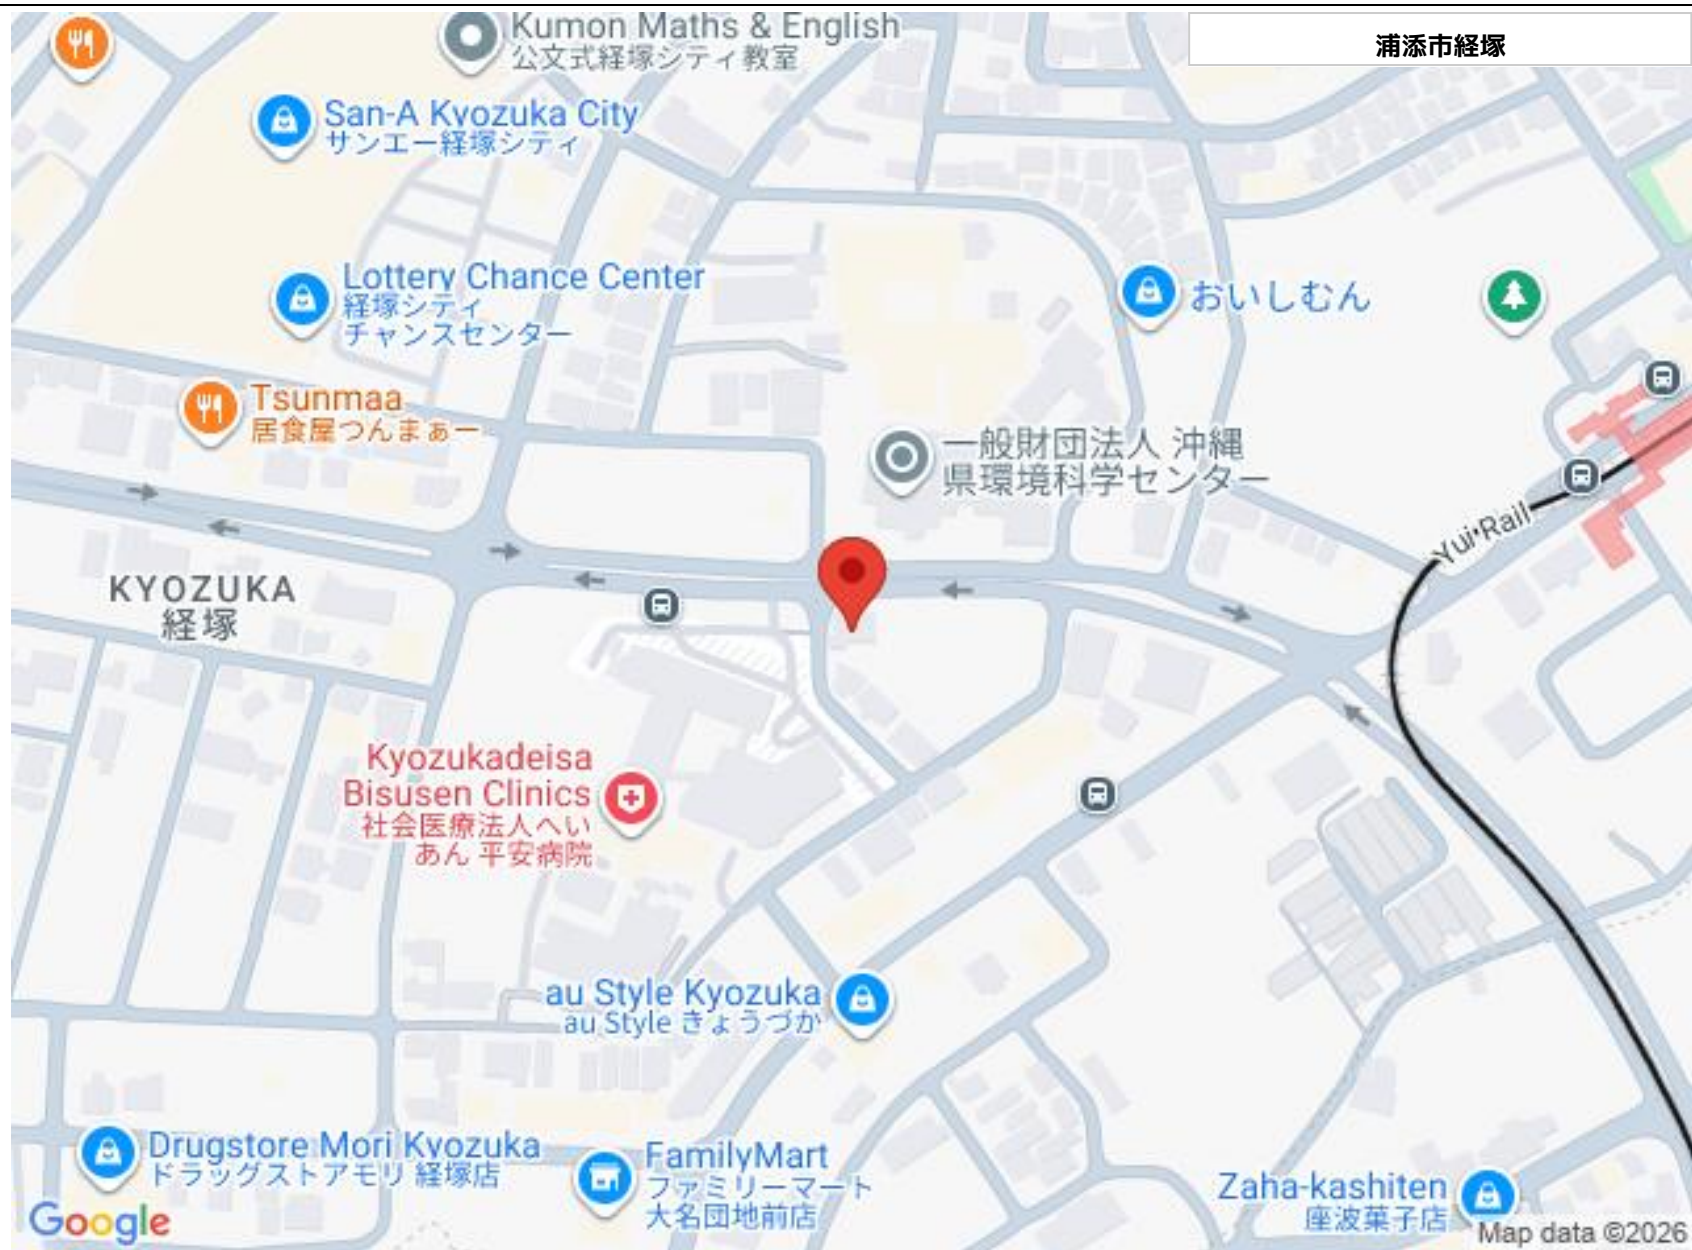 浦添市経塚
Kumon Maths & English
公文式経塚シティ教室
San-A Kyozuka City
サンエー経塚シティ
Lottery Chance Center
経塚シティ
チャンスセンター
おいしむん
Tsunmaa
居食屋つんまぁー
一般財団法人 沖縄
県環境科学センター
Yui Rail
KYOZUKA
経塚
Kyozukadeisa
Bisusen Clinics
社会医療法人へい
あん 平安病院
au Style Kyozuka
au Style きょうづか
Drugstore Mori Kyozuka
ドラッグストアモリ 経塚店
FamilyMart
ファミリーマート
大名団地前店
Zaha-kashiten
座波菓子店
Google
Map data ©2026